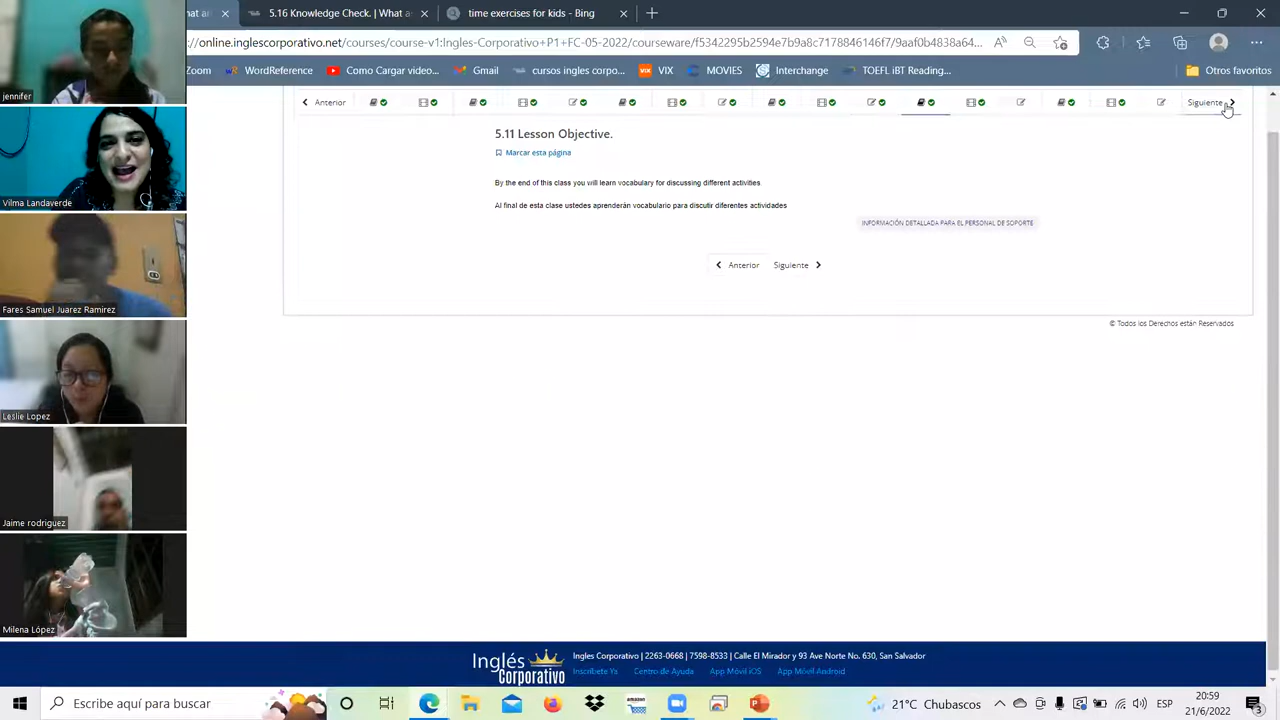 jennifer
Vilma Landaverde
Fares Samuel Juarez Ramirez
Leslie Lopez
Jaime rodriguez
Milena López
5.16 Knowledge Check. | What a
time exercises for kids - Bing
://online.inglescorporativo.net/courses/course-v1:Ingles-Corporativo+P1+FC-05-2022/courseware/f5342295b2594e7b9a8c7178846146f7/9aaf0b4838a64...
Zoom
WordReference
Como Cargar video...
Gmail
cursos ingles corpo...
VIX
MOVIES
Interchange
TOEFL iBT Reading...
Otros favoritos
Anterior
Siguiente
5.11 Lesson Objective.
Marcar esta página
By the end of this class you will learn vocabulary for discussing different activities.
Al final de esta clase ustedes aprenderán vocabulario para discutir diferentes actividades
INFORMACIÓN DETALLADA PARA EL PERSONAL DE SOPORTE
Anterior Siguiente
© Todos los Derechos están Reservados
Inglés Corporativo
Ingles Corporativo | 2263-0668 | 7598-8533 | Calle El Mirador y 93 Ave Norte No. 630, San Salvador
Inscríbete Ya Centro de Ayuda App Móvil iOS App Móvil Android
Escribe aquí para buscar
21°C Chubascos
ESP
20:59
21/6/2022
3